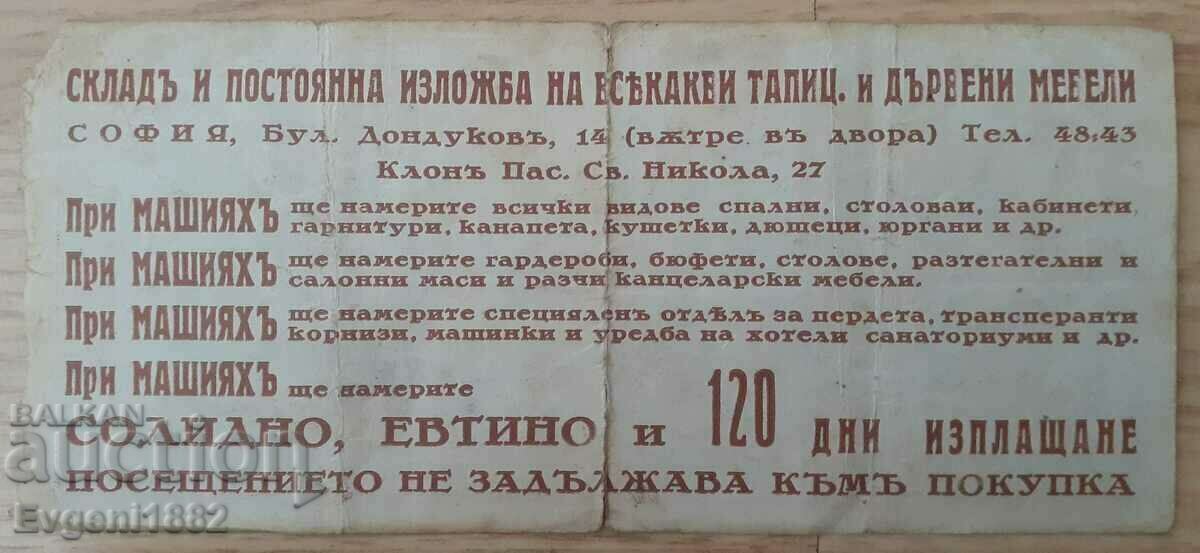 СКЛАДЪ И ПОСТОЯННА ИЗЛОЖБА НА ВСѢКАКВИ ТАПИЦ. И ДЪРВЕНИ МЕБЕЛИ
СОФИЯ, Бул. Дондуковъ, 14 (вѫтре въ двора) Тел. 48:43
Клонъ Пас. Св. Никола, 27
При МАШИЯХЪ ще намерите всички видове спални, столоваи, кабинети,
гарнитури, канапета, кушетки, дюшеци, юргани и др.
При МАШИЯХЪ ще намерите гардероби, бюфети, столове, разтегателни и
салонни маси и разчи канцеларски мебели.
При МАШИЯХЪ ще намерите специяленъ отдѣлъ за пердета, транспаранти
корнизи, машинки и уредба на хотели санаториуми и др.
При МАШИЯХЪ ще намерите
СОЛИДНО, ЕВТИНО и 120 ДНИ ИЗПЛАЩАНЕ
ПОСЕЩЕНИЕТО НЕ ЗАДЪЛЖАВА КЪМЪ ПОКУПКА
BALKAN
auction
Evgeni1882